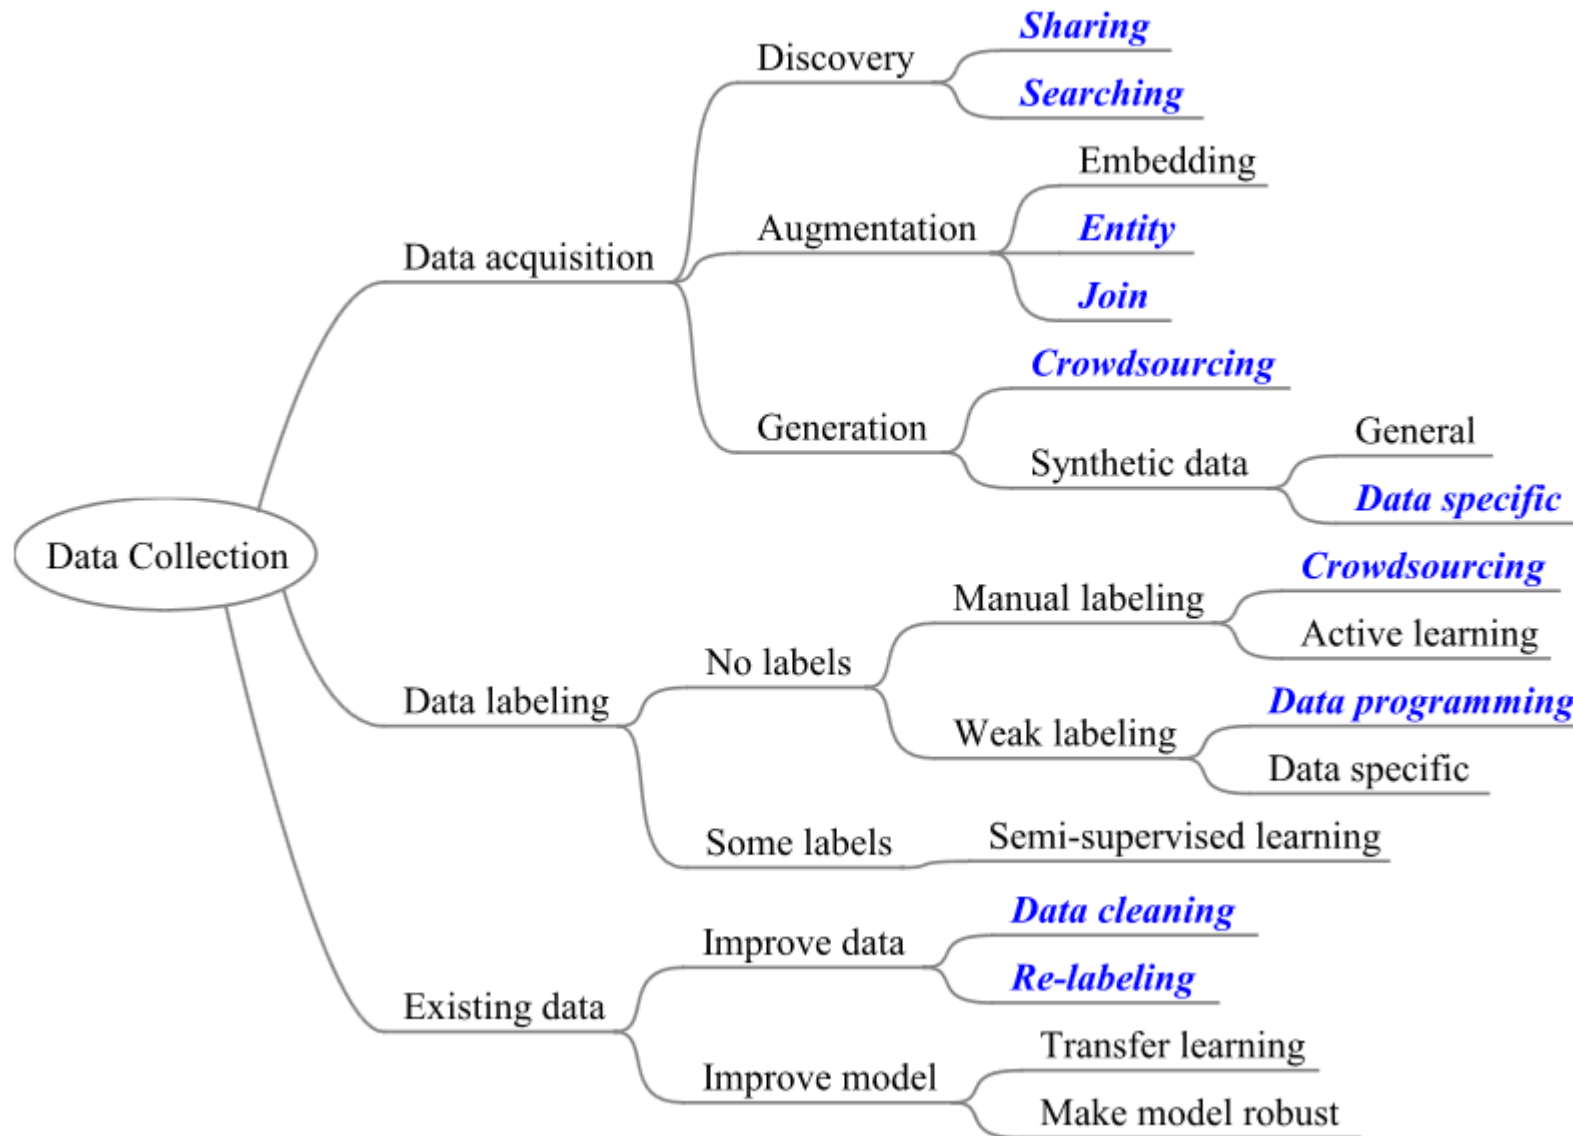 Sharing
Discovery
Searching
Embedding
Augmentation
Entity
Data acquisition
Join
Crowdsourcing
Generation
General
Synthetic data
Data specific
Data Collection
Crowdsourcing
Manual labeling
Active learning
No labels
Data labeling
Data programming
Weak labeling
Data specific
Some labels
Semi-supervised learning
Data cleaning
Improve data
Re-labeling
Existing data
Transfer learning
Improve model
Make model robust